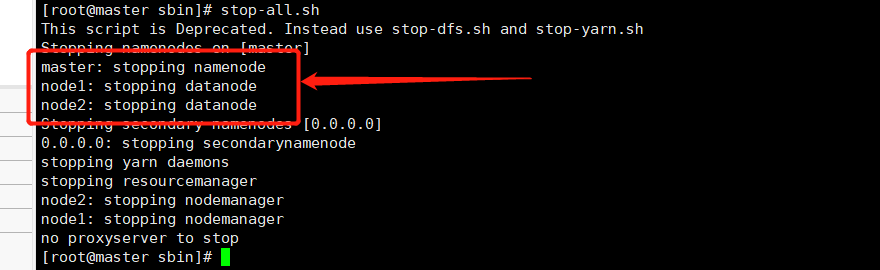 [root@master sbin]# stop-all.sh
This script is Deprecated. Instead use stop-dfs.sh and stop-yarn.sh
Stopping namenodes on [master]
master: stopping namenode
node1: stopping datanode
node2: stopping datanode
Stopping secondary namenodes [0.0.0.0]
0.0.0.0: stopping secondarynamenode
stopping yarn daemons
stopping resourcemanager
node2: stopping nodemanager
node1: stopping nodemanager
no proxyserver to stop
[root@master sbin]#